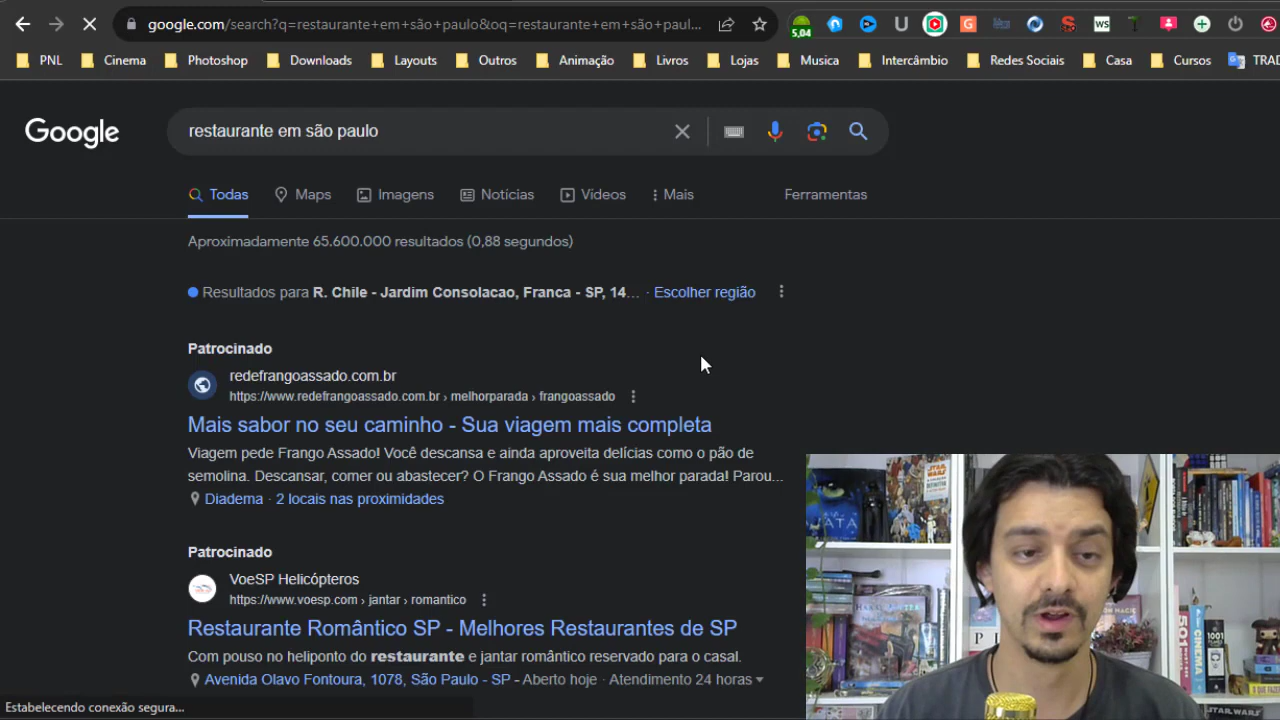 google.com/search?q=restaurante+em+são+paulo&oq=restaurante+em+são+paul...
5,04
PNL
Cinema
Photoshop
Downloads
Layouts
Outros
Animação
Livros
Lojas
Musica
Intercâmbio
Redes Sociais
Casa
Cursos
TRAD
Google
restaurante em são paulo
Todas
Maps
Imagens
Notícias
Vídeos
Mais
Ferramentas
Aproximadamente 65.600.000 resultados (0,88 segundos)
Resultados para R. Chile - Jardim Consolacao, Franca - SP, 14... · Escolher região
Patrocinado
redefrangoassado.com.br
https://www.redefrangoassado.com.br › melhorparada › frangoassado
Mais sabor no seu caminho - Sua viagem mais completa
Viagem pede Frango Assado! Você descansa e ainda aproveita delícias como o pão de
semolina. Descansar, comer ou abastecer? O Frango Assado é sua melhor parada! Parou...
Diadema · 2 locais nas proximidades
Patrocinado
VoeSP Helicópteros
https://www.voesp.com › jantar › romantico
Restaurante Romântico SP - Melhores Restaurantes de SP
Com pouso no heliponto do restaurante e jantar romântico reservado para o casal.
Avenida Olavo Fontoura, 1078, São Paulo - SP - Aberto hoje · Atendimento 24 horas
Estabelecendo conexão segura...
STAR WARS
501
1001
CINEMA
STAR WARS